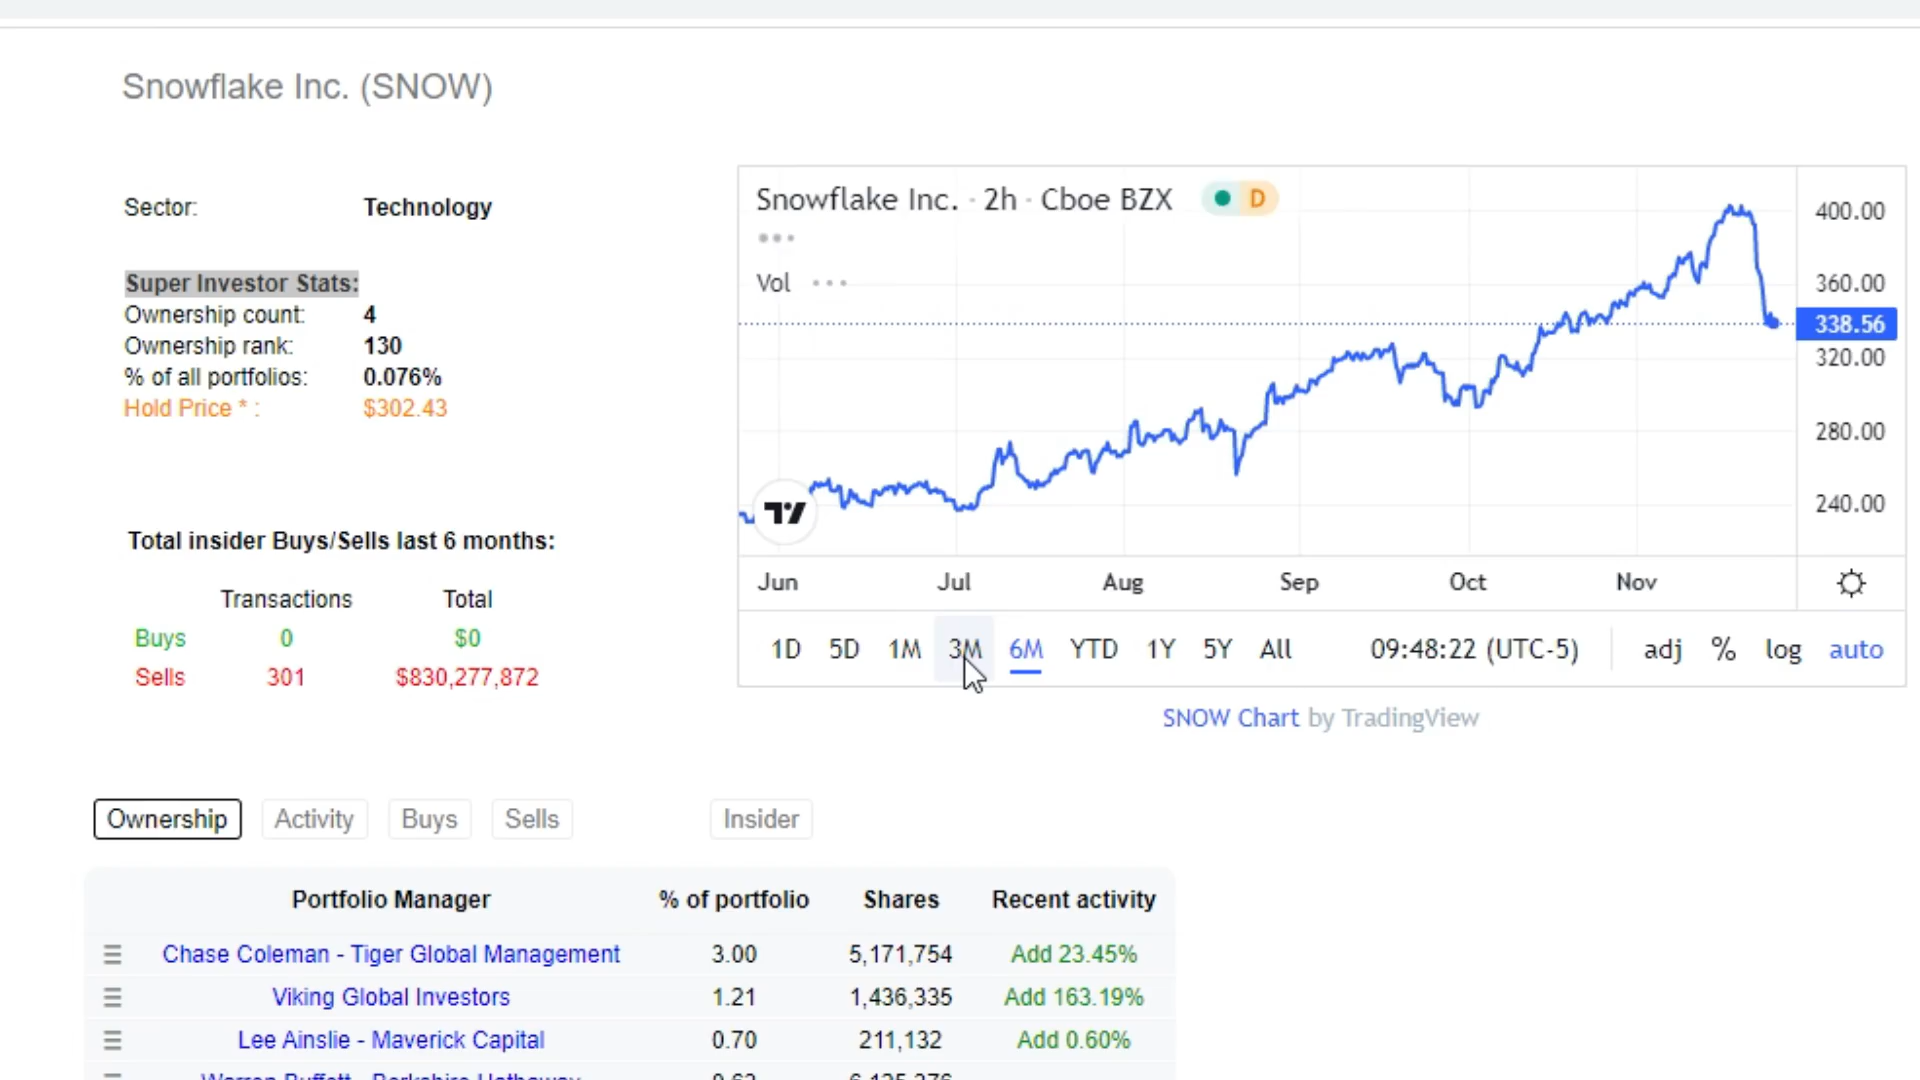 Snowflake Inc. (SNOW)
Sector: Technology
Super Investor Stats:
Ownership count: 4
Ownership rank: 130
% of all portfolios: 0.076%
Hold Price * : $302.43
Total insider Buys/Sells last 6 months:
Transactions Total
Buys 0 $0
Sells 301 $830,277,872
Snowflake Inc. · 2h · Cboe BZX D
Vol
400.00
360.00
338.56
320.00
280.00
240.00
Jun Jul Aug Sep Oct Nov
1D 5D 1M 3M 6M YTD 1Y 5Y All 09:48:22 (UTC-5) adj % log auto
SNOW Chart by TradingView
Ownership Activity Buys Sells Insider
Portfolio Manager % of portfolio Shares Recent activity
Chase Coleman - Tiger Global Management 3.00 5,171,754 Add 23.45%
Viking Global Investors 1.21 1,436,335 Add 163.19%
Lee Ainslie - Maverick Capital 0.70 211,132 Add 0.60%
Warren Buffett - Berkshire Hathaway